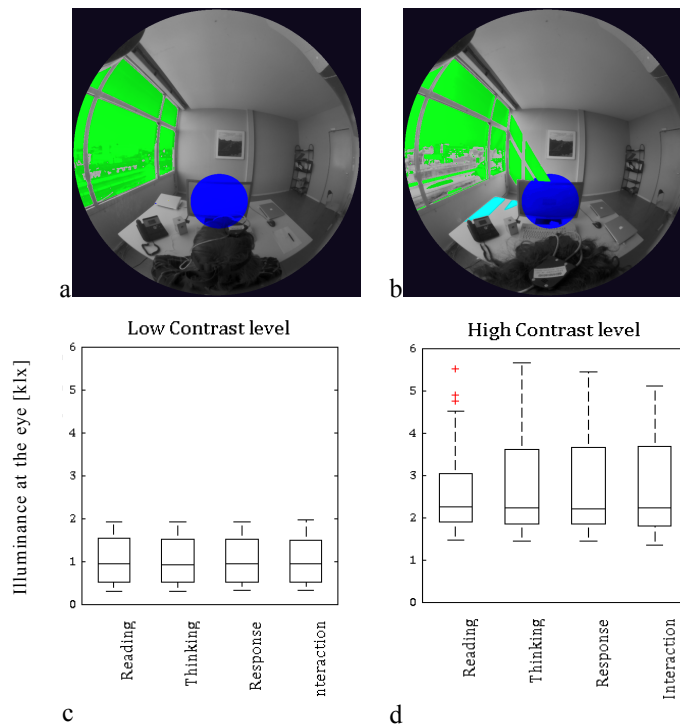 a
b
Low Contrast level
High Contrast level
Illuminance at the eye [klx]
6
5
4
3
2
1
0
Reading
Thinking
Response
nteraction
6
5
4
3
2
1
0
Reading
Thinking
Response
Interaction
c
d